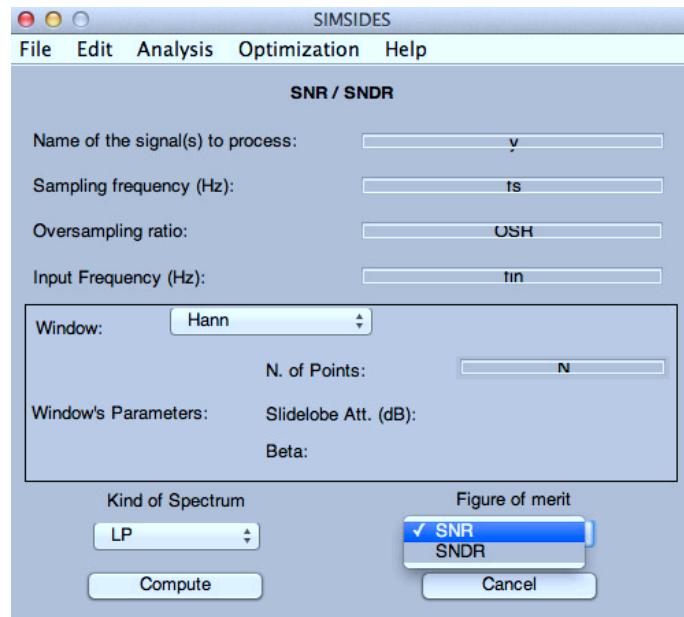 SIMSIDES
File Edit Analysis Optimization Help
SNR / SNDR
Name of the signal(s) to process: y
Sampling frequency (Hz): fs
Oversampling ratio: OSR
Input Frequency (Hz): fin
Window: Hann
N. of Points: N
Window's Parameters: Slidelobe Att. (dB):
Beta:
Kind of Spectrum Figure of merit
LP ✓ SNR
SNDR
Compute Cancel